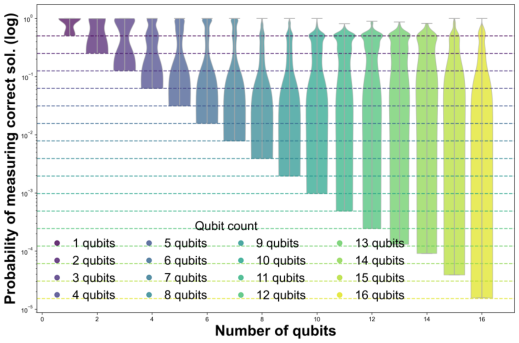 Probability of measuring correct sol. (log)
10⁰
10⁻¹
10⁻²
10⁻³
10⁻⁴
10⁻⁵
Qubit count
1 qubits 5 qubits 9 qubits 13 qubits
2 qubits 6 qubits 10 qubits 14 qubits
3 qubits 7 qubits 11 qubits 15 qubits
4 qubits 8 qubits 12 qubits 16 qubits
0 2 4 6 8 10 12 14 16
Number of qubits